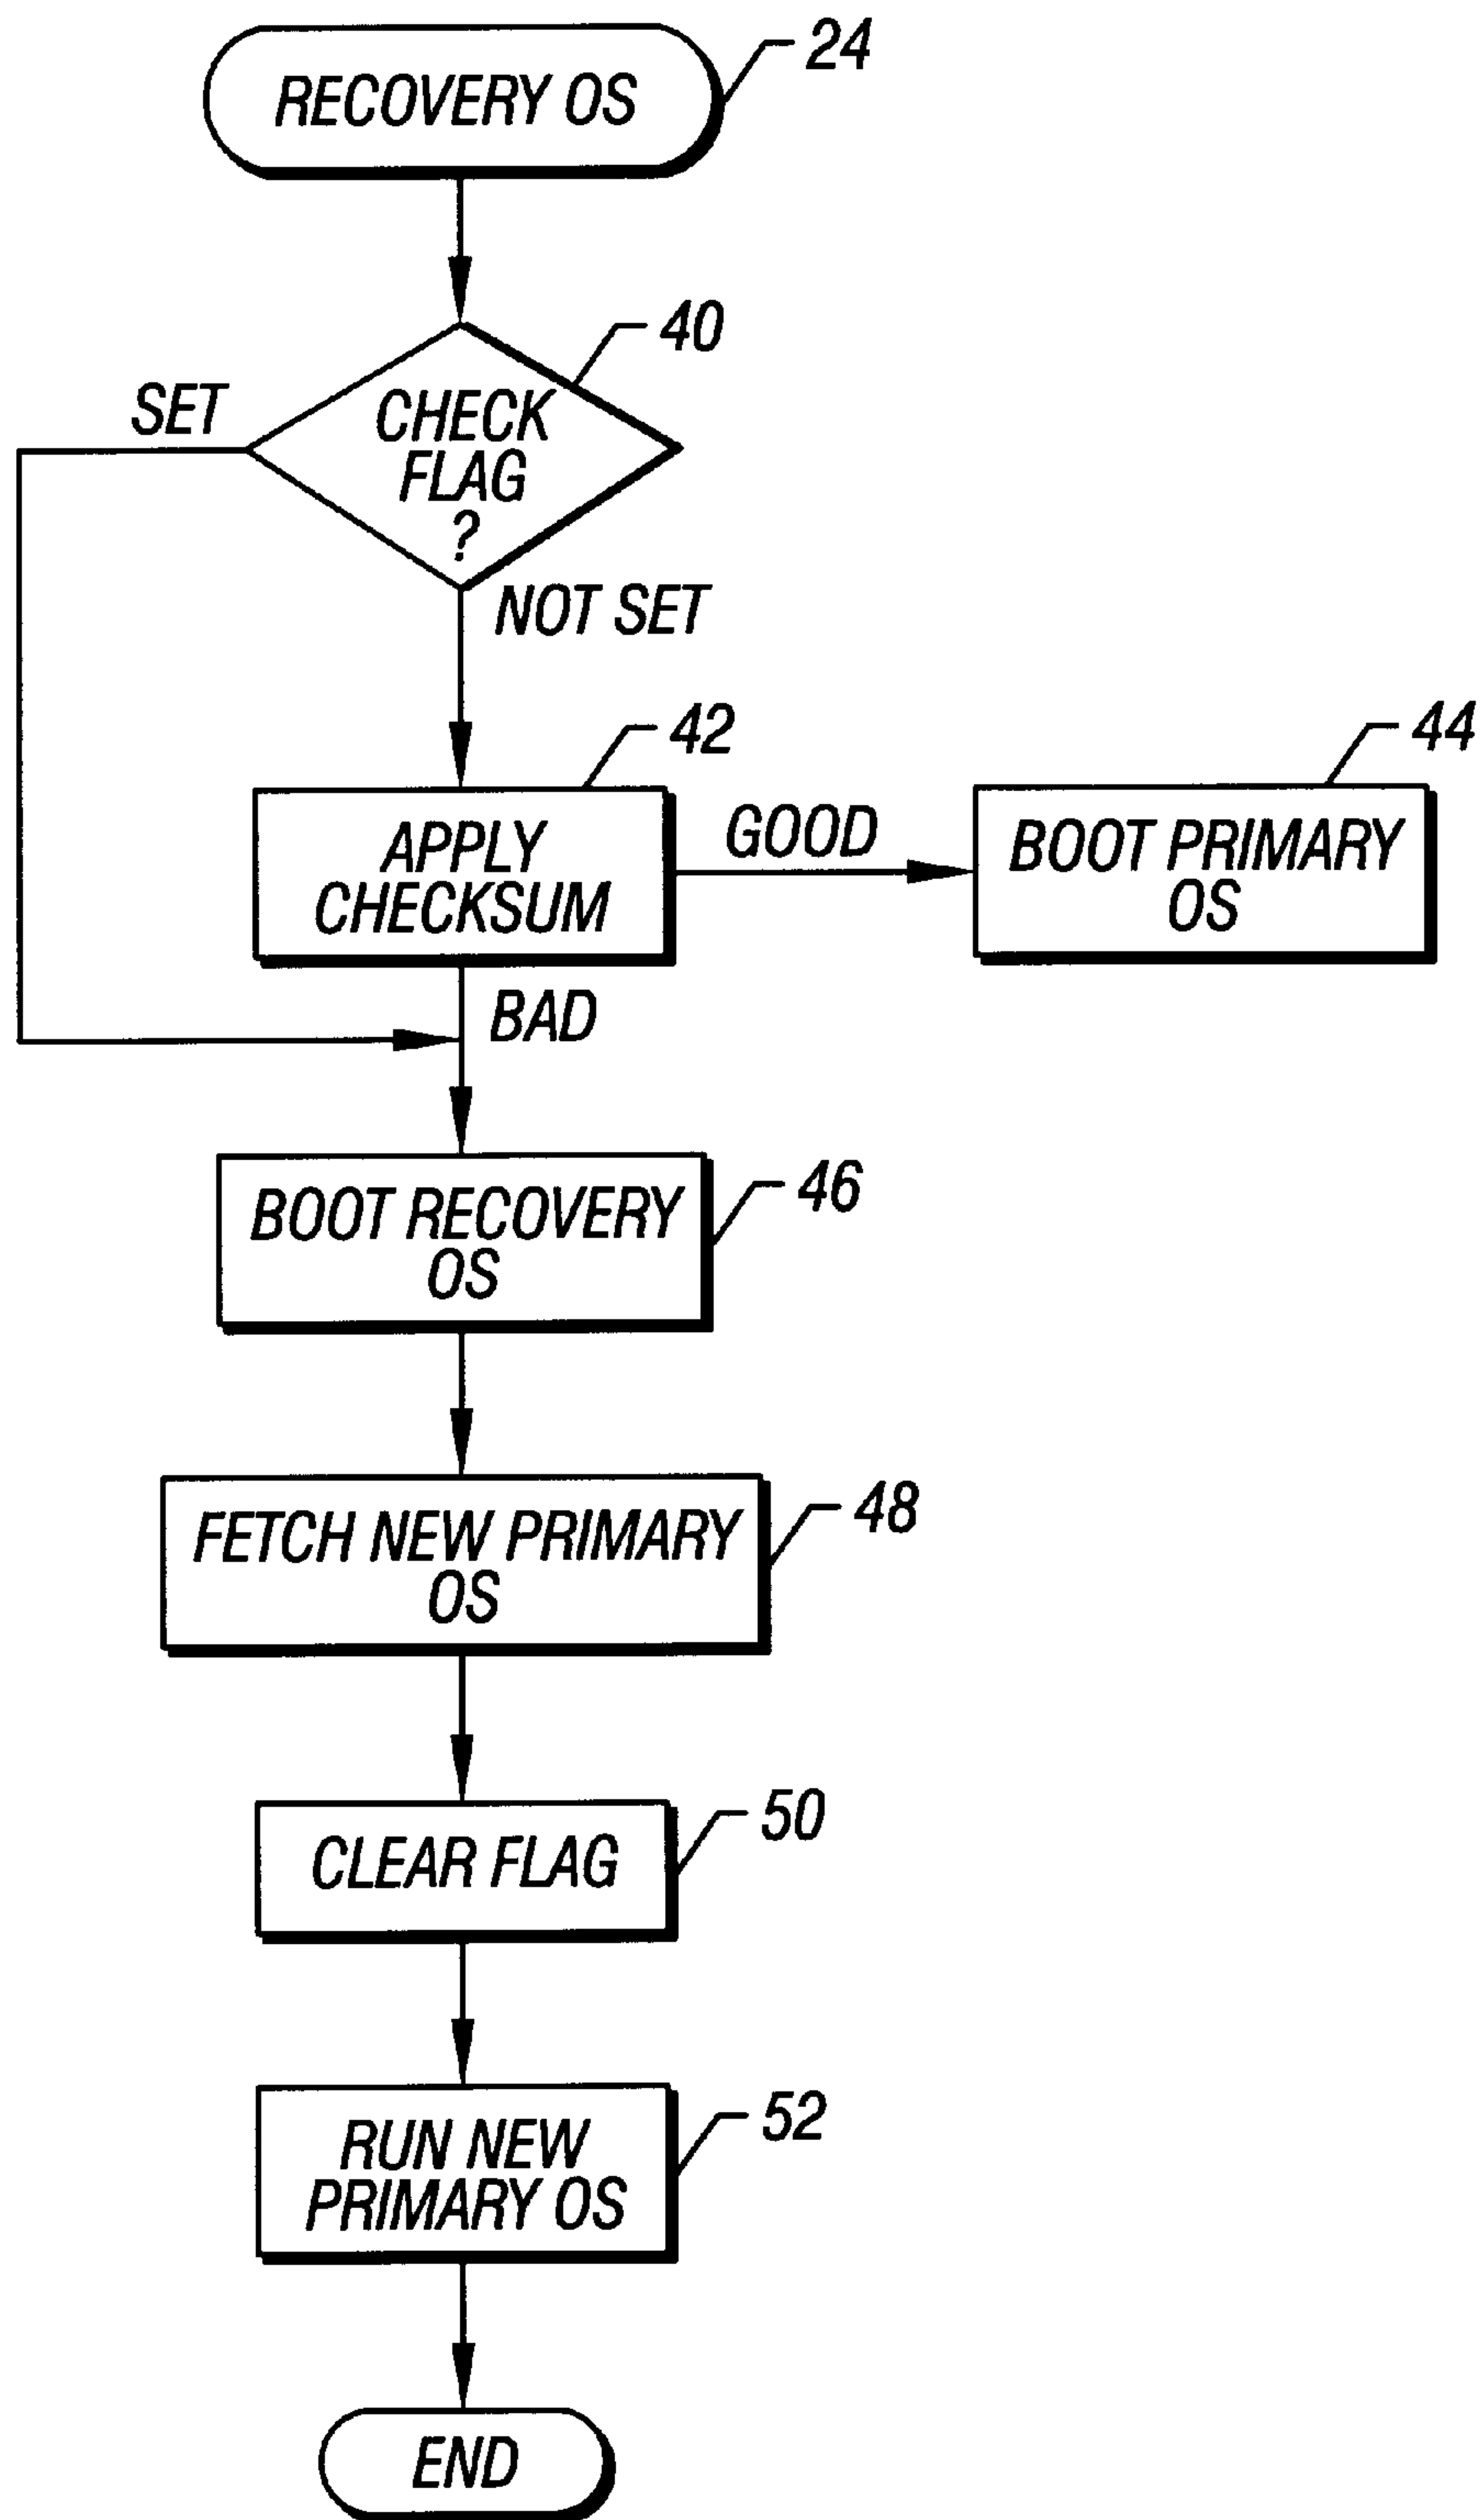 RECOVERY OS
24
40
SET
CHECK
FLAG
?
NOT SET
42
44
APPLY
CHECKSUM
GOOD
BOOT PRIMARY
OS
BAD
46
BOOT RECOVERY
OS
48
FETCH NEW PRIMARY
OS
50
CLEAR FLAG
52
RUN NEW
PRIMARY OS
END